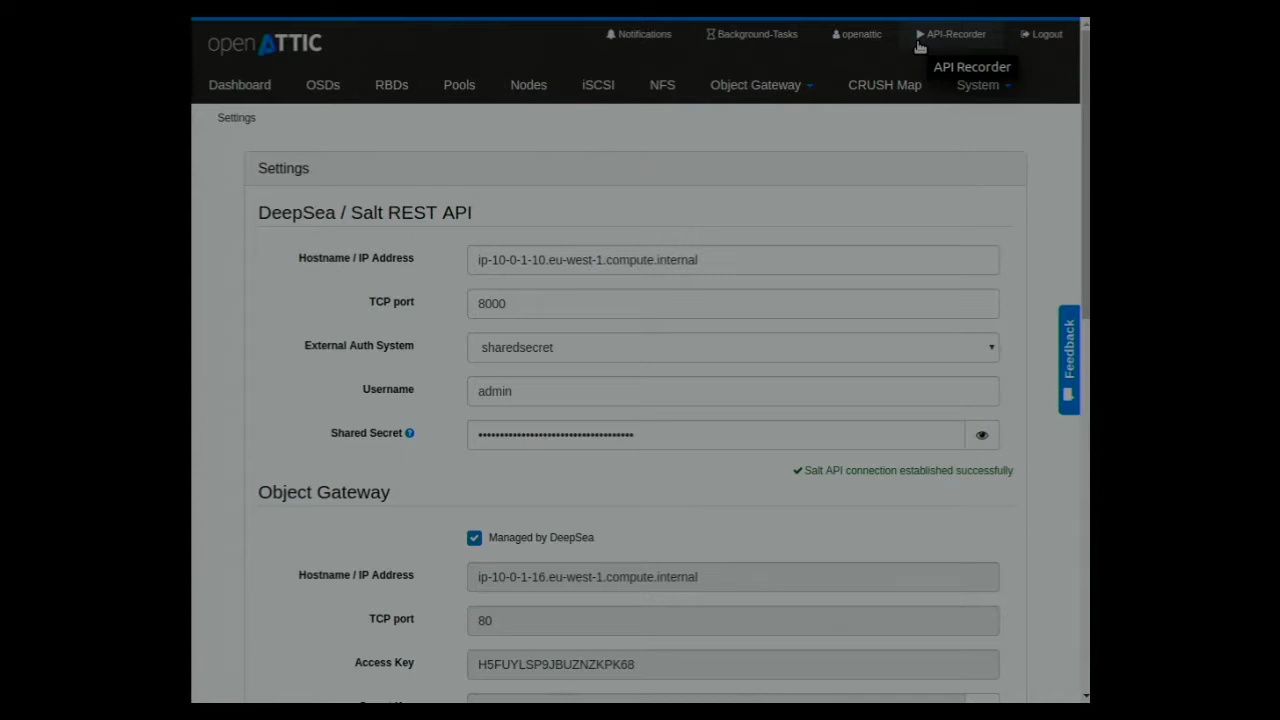 openATTIC
Notifications
Background-Tasks
openattic
API-Recorder
Logout
API Recorder
Dashboard
OSDs
RBDs
Pools
Nodes
iSCSI
NFS
Object Gateway
CRUSH Map
System
Settings
Settings
DeepSea / Salt REST API
Hostname / IP Address
ip-10-0-1-10.eu-west-1.compute.internal
TCP port
8000
External Auth System
sharedsecret
Username
admin
Shared Secret
••••••••••••••••••••••••••••••••••••
Salt API connection established successfully
Feedback
Object Gateway
Managed by DeepSea
Hostname / IP Address
ip-10-0-1-16.eu-west-1.compute.internal
TCP port
80
Access Key
H5FUYLSP9JBUZNZKPK68